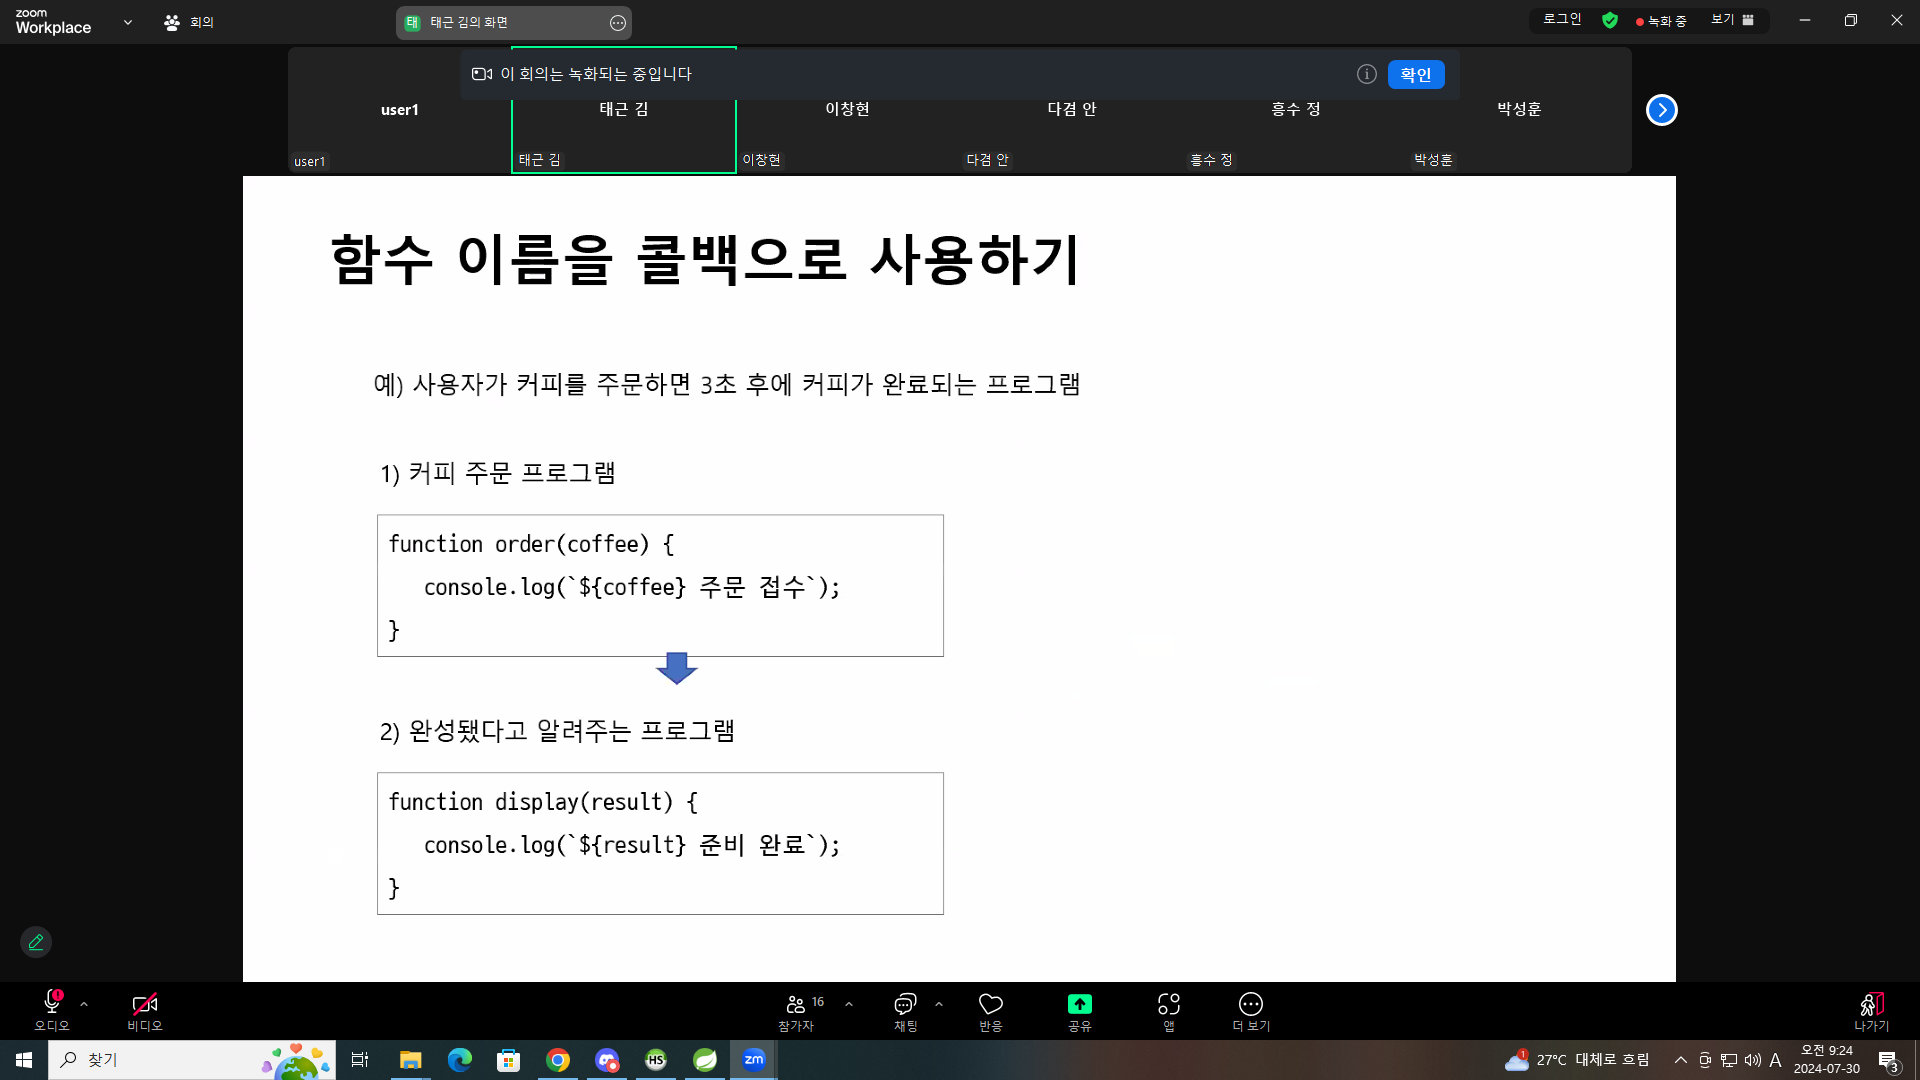 zoom
Workplace
회의
태 태근 김의 화면
로그인
녹화 중
보기
이 회의는 녹화되는 중입니다
확인
user1
태근 김
이창현
다겸 안
흥수 정
박성훈
user1
태근 김
이창현
다겸 안
흥수 정
박성훈
함수 이름을 콜백으로 사용하기
예) 사용자가 커피를 주문하면 3초 후에 커피가 완료되는 프로그램
1) 커피 주문 프로그램
function order(coffee) {
console.log(`${coffee} 주문 접수`);
}
2) 완성됐다고 알려주는 프로그램
function display(result) {
console.log(`${result} 준비 완료`);
}
오디오
비디오
16
참가자
채팅
반응
공유
앱
더 보기
나가기
찾기
HS
zm
1
27°C 대체로 흐림
A
오전 9:24
2024-07-30
3